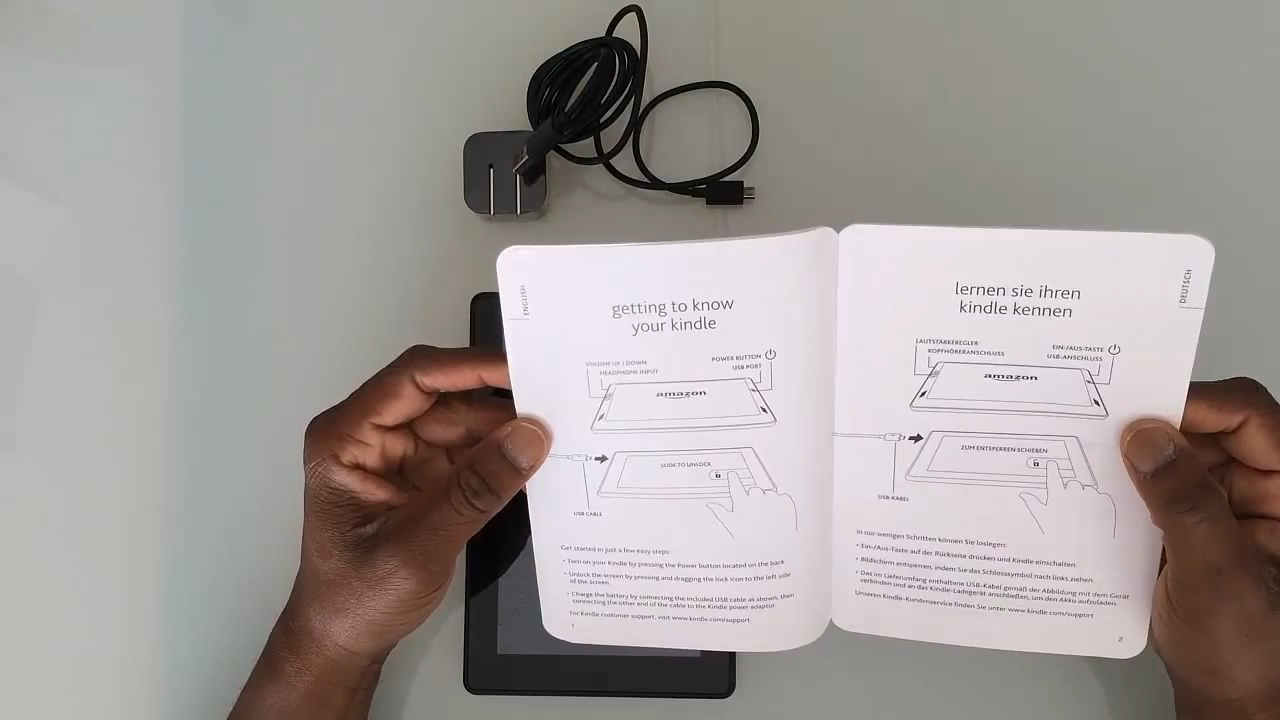 ENGLISH
getting to know
your kindle
VOLUME UP / DOWN
HEADPHONE INPUT
POWER BUTTON
USB PORT
amazon
SLIDE TO UNLOCK
USB CABLE
Get started in just a few easy steps:
• Turn on your Kindle by pressing the Power button located on the back
• Unlock the screen by pressing and dragging the lock icon to the left side
of the screen.
• Charge the battery by connecting the included USB cable as shown, then
connecting the other end of the cable to the Kindle power adaptor.
For Kindle customer support, visit www.kindle.com/support
1
DEUTSCH
lernen sie ihren
kindle kennen
LAUTSTÄRKEREGLER
KOPFHÖRERANSCHLUSS
EIN-/AUS-TASTE
USB-ANSCHLUSS
amazon
ZUM ENTSPERREN SCHIEBEN
USB-KABEL
In nur wenigen Schritten können Sie loslegen:
• Ein-/Aus-Taste auf der Rückseite drücken und Kindle einschalten.
• Bildschirm entsperren, indem Sie das Schlosssymbol nach links ziehen.
• Das im Lieferumfang enthaltene USB-Kabel gemäß der Abbildung mit dem Gerät
verbinden und an das Kindle-Ladegerät anschließen, um den Akku aufzuladen.
Unseren Kindle-Kundenservice finden Sie unter www.kindle.com/support
2